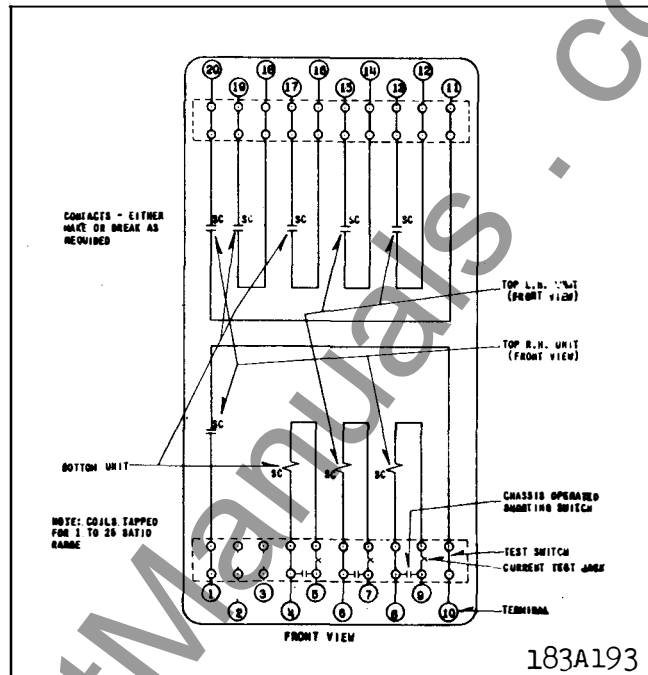 20 18 16 14 12
19 17 15 13 11
SC SC SC SC SC
CONTACTS - EITHER
MAKE OR BREAK AS
REQUIRED
TOP L.H. UNIT
(FRONT VIEW)
TOP R.H. UNIT
(FRONT VIEW)
SC
BOTTOM UNIT
SC SC SC
CHASSIS OPERATED
SHORTING SWITCH
NOTE: COILS TAPPED
FOR 1 TO 25 RATIO
RANGE
TEST SWITCH
CURRENT TEST JACK
1 3 5 7 9
2 4 6 8 10
TERMINAL
FRONT VIEW
183A193
Manuals . co